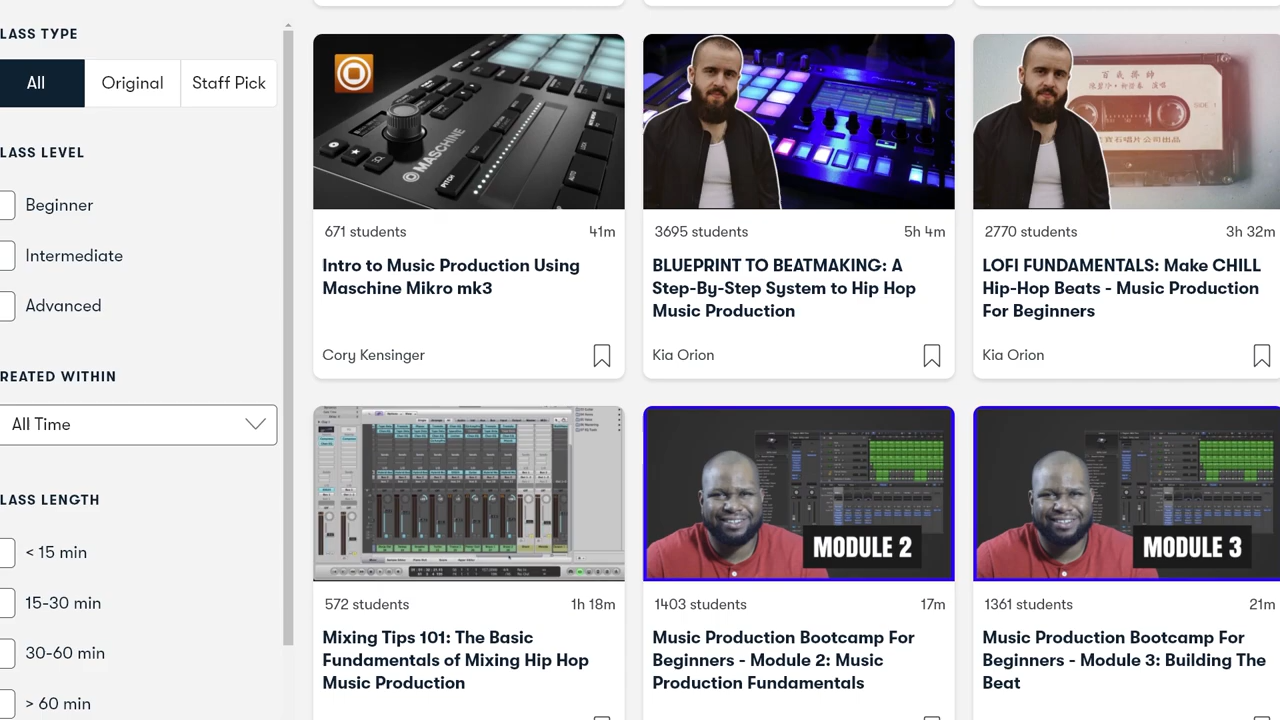 LASS TYPE
All
Original
Staff Pick
LASS LEVEL
Beginner
Intermediate
Advanced
REATED WITHIN
All Time
LASS LENGTH
< 15 min
15-30 min
30-60 min
> 60 min
MASCHINE
PITCH
671 students
41m
Intro to Music Production Using
Maschine Mikro mk3
Cory Kensinger
3695 students
5h 4m
BLUEPRINT TO BEATMAKING: A
Step-By-Step System to Hip Hop
Music Production
Kia Orion
SIDE 1
2770 students
3h 32m
LOFI FUNDAMENTALS: Make CHILL
Hip-Hop Beats - Music Production
For Beginners
Kia Orion
572 students
1h 18m
Mixing Tips 101: The Basic
Fundamentals of Mixing Hip Hop
Music Production
MODULE 2
1403 students
17m
Music Production Bootcamp For
Beginners - Module 2: Music
Production Fundamentals
MODULE 3
1361 students
21m
Music Production Bootcamp For
Beginners - Module 3: Building The
Beat